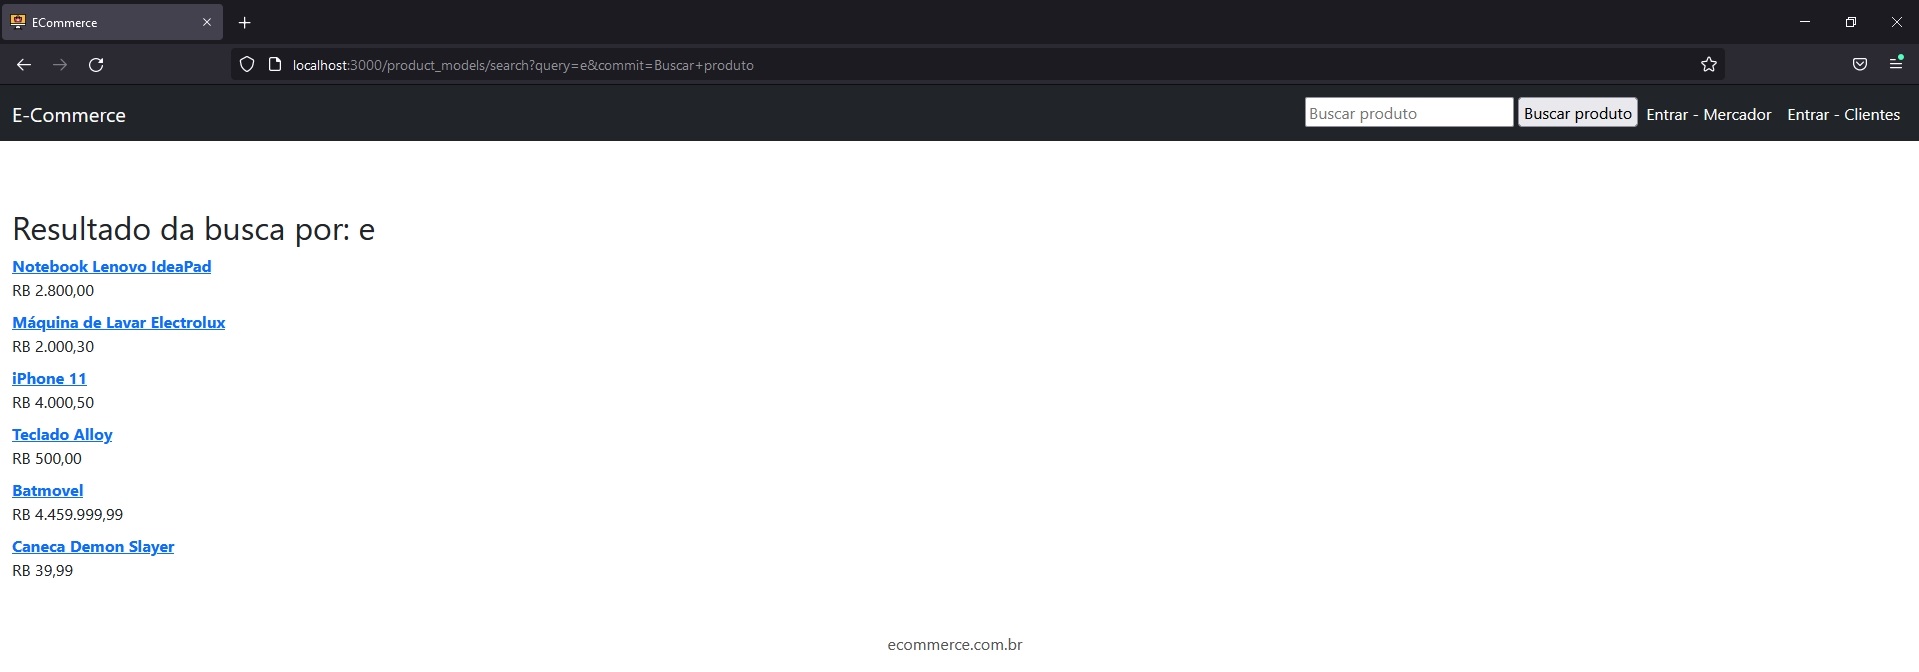 ECommerce
localhost:3000/product_models/search?query=e&commit=Buscar+produto
E-Commerce
Buscar produto
Buscar produto
Entrar - Mercador
Entrar - Clientes
Resultado da busca por: e
Notebook Lenovo IdeaPad
RB 2.800,00
Máquina de Lavar Electrolux
RB 2.000,30
iPhone 11
RB 4.000,50
Teclado Alloy
RB 500,00
Batmovel
RB 4.459.999,99
Caneca Demon Slayer
RB 39,99
ecommerce.com.br